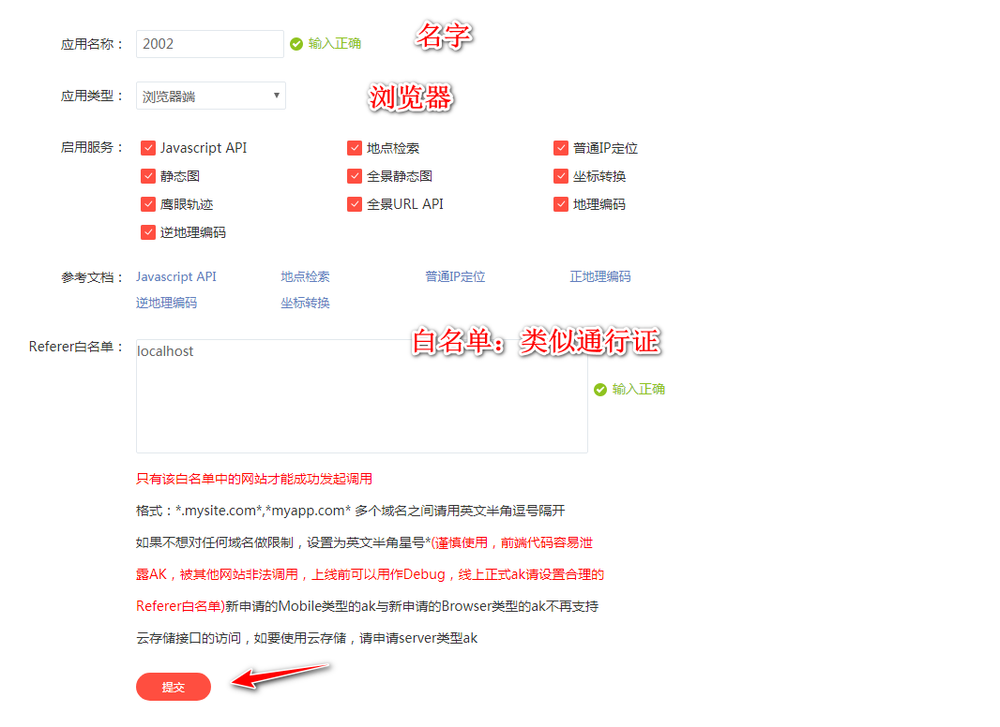 应用名称： 2002 输入正确 名字
应用类型： 浏览器端 浏览器
启用服务： Javascript API 地点检索 普通IP定位
静态图 全景静态图 坐标转换
鹰眼轨迹 全景URL API 地理编码
逆地理编码
参考文档： Javascript API 地点检索 普通IP定位 正地理编码
逆地理编码 坐标转换
Referer白名单： 白名单：类似通行证
localhost
输入正确
只有该白名单中的网站才能成功发起调用
格式：*.mysite.com*,*myapp.com* 多个域名之间请用英文半角逗号隔开
如果不想对任何域名做限制，设置为英文半角星号*(谨慎使用，前端代码容易泄
露AK，被其他网站非法调用，上线前可以用作Debug，线上正式ak请设置合理的
Referer白名单)新申请的Mobile类型的ak与新申请的Browser类型的ak不再支持
云存储接口的访问，如要使用云存储，请申请server类型ak
提交